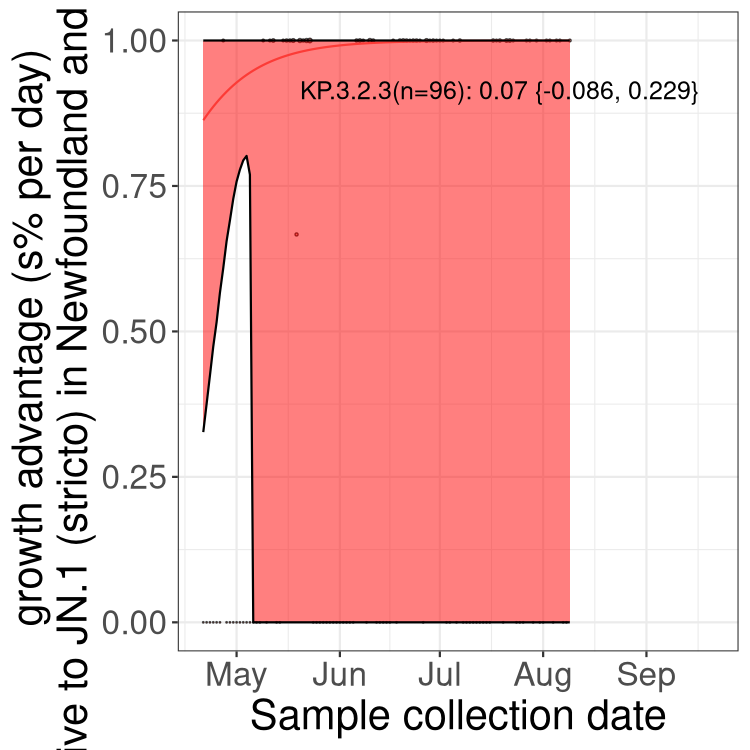 growth advantage (s% per day)
ive to JN.1 (stricto) in Newfoundland and
1.00
0.75
0.50
0.25
0.00
KP.3.2.3(n=96): 0.07 {-0.086, 0.229}
May Jun Jul Aug Sep
Sample collection date